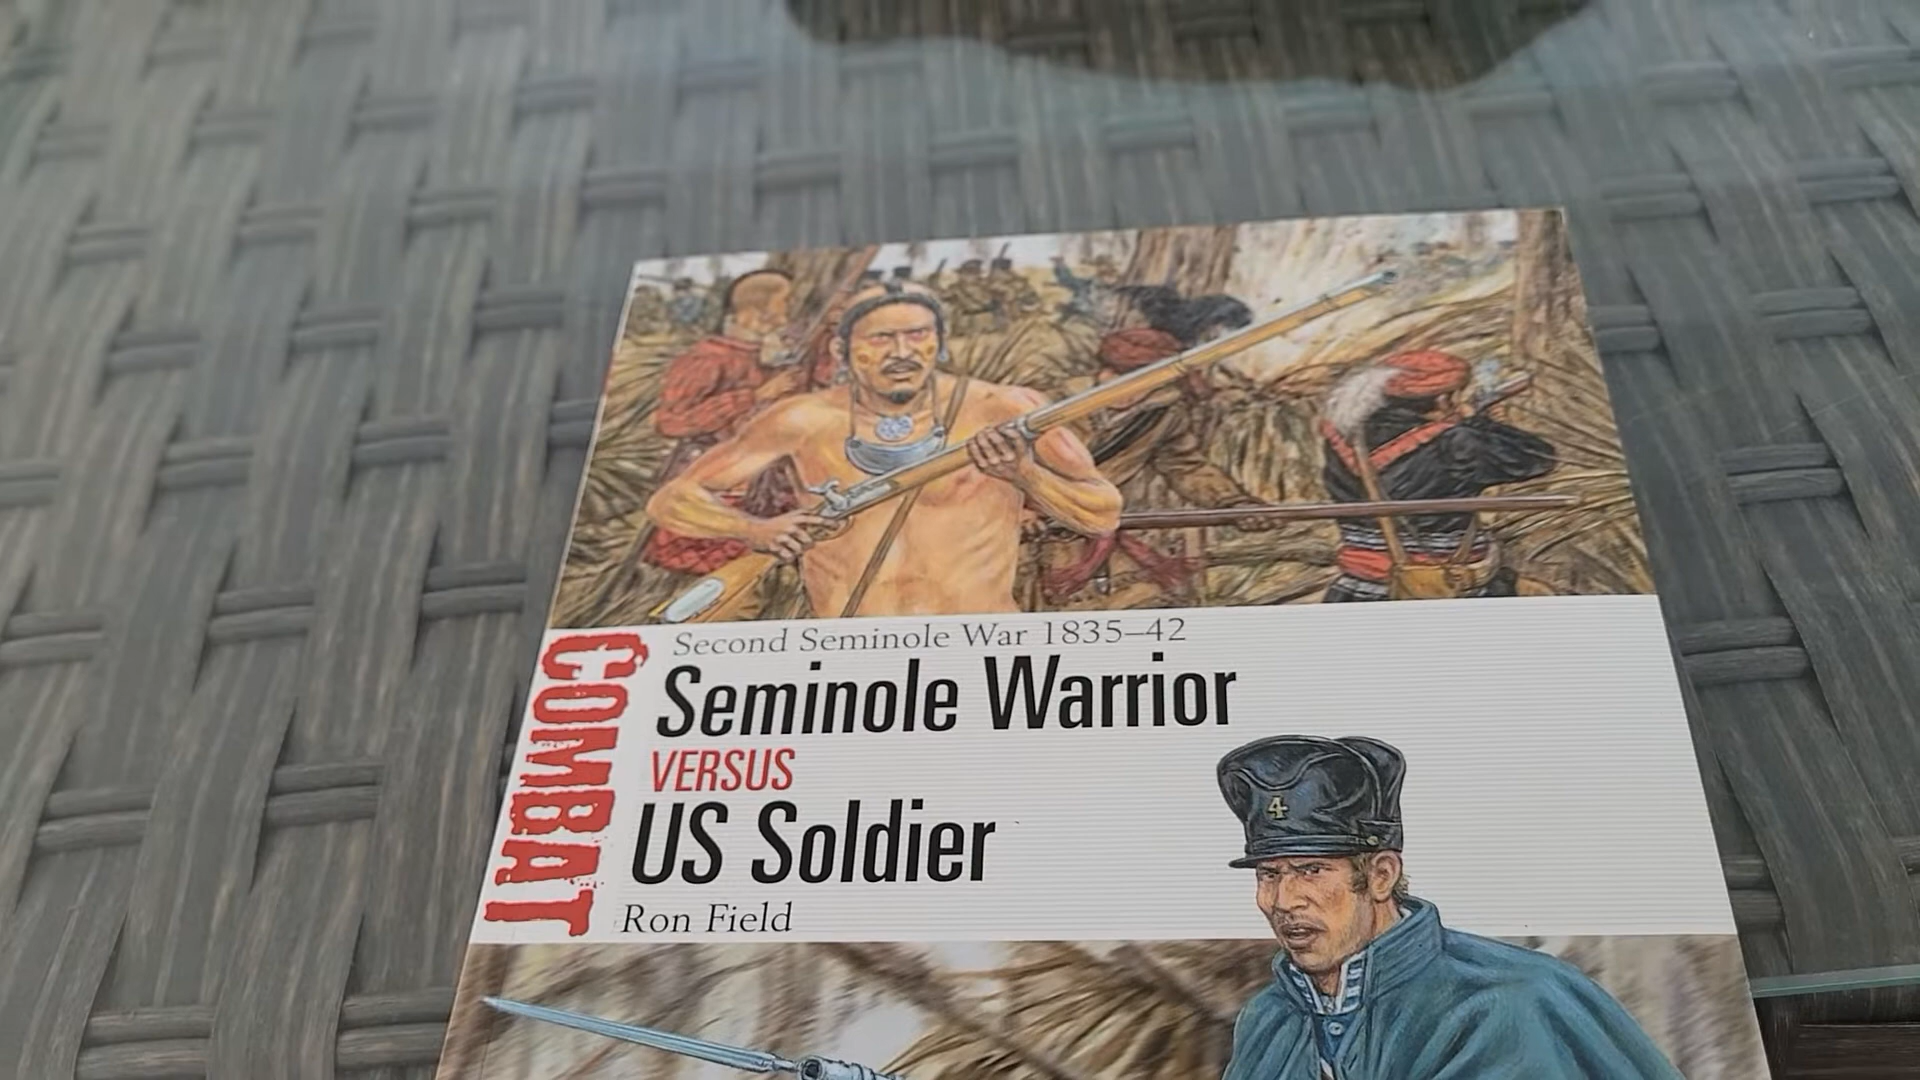 Second Seminole War 1835–42
COMBAT
Seminole Warrior
VERSUS
US Soldier
Ron Field
4